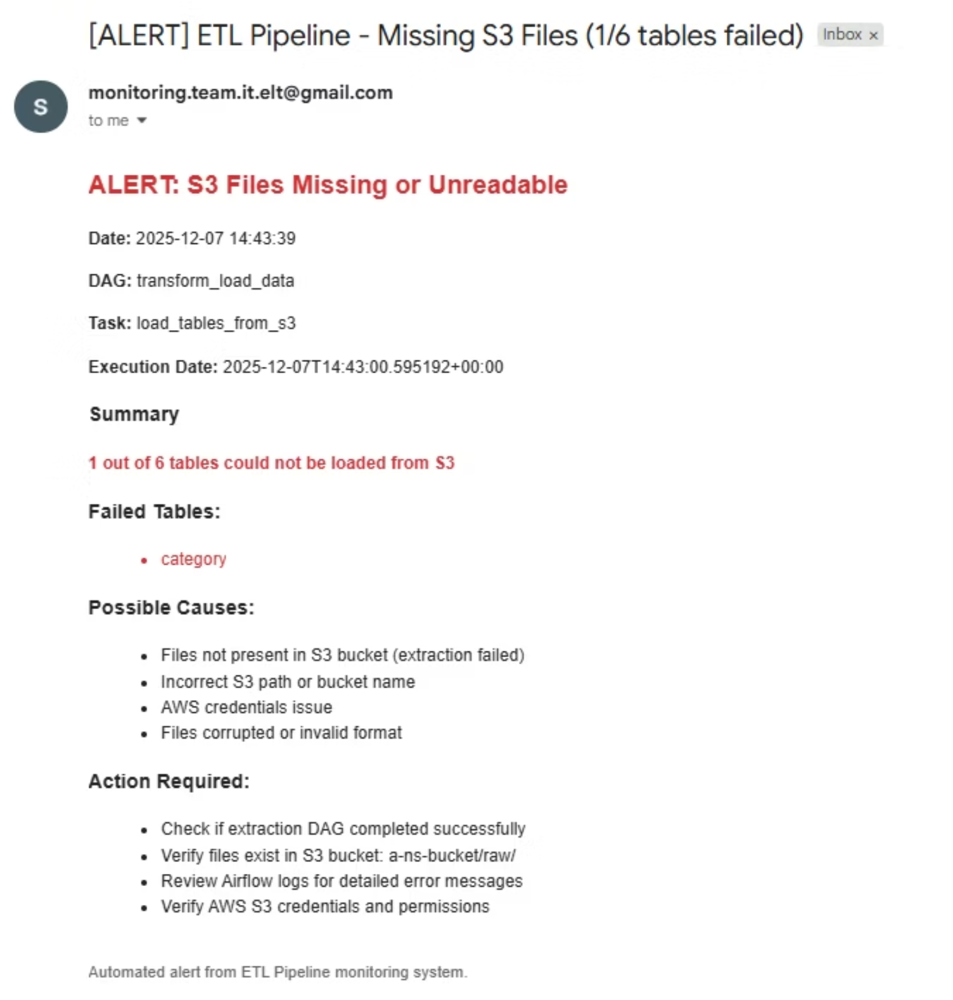 [ALERT] ETL Pipeline - Missing S3 Files (1/6 tables failed) Inbox ×
S
monitoring.team.it.elt@gmail.com
to me
ALERT: S3 Files Missing or Unreadable
Date: 2025-12-07 14:43:39
DAG: transform_load_data
Task: load_tables_from_s3
Execution Date: 2025-12-07T14:43:00.595192+00:00
Summary
1 out of 6 tables could not be loaded from S3
Failed Tables:
• category
Possible Causes:
• Files not present in S3 bucket (extraction failed)
• Incorrect S3 path or bucket name
• AWS credentials issue
• Files corrupted or invalid format
Action Required:
• Check if extraction DAG completed successfully
• Verify files exist in S3 bucket: a-ns-bucket/raw/
• Review Airflow logs for detailed error messages
• Verify AWS S3 credentials and permissions
Automated alert from ETL Pipeline monitoring system.